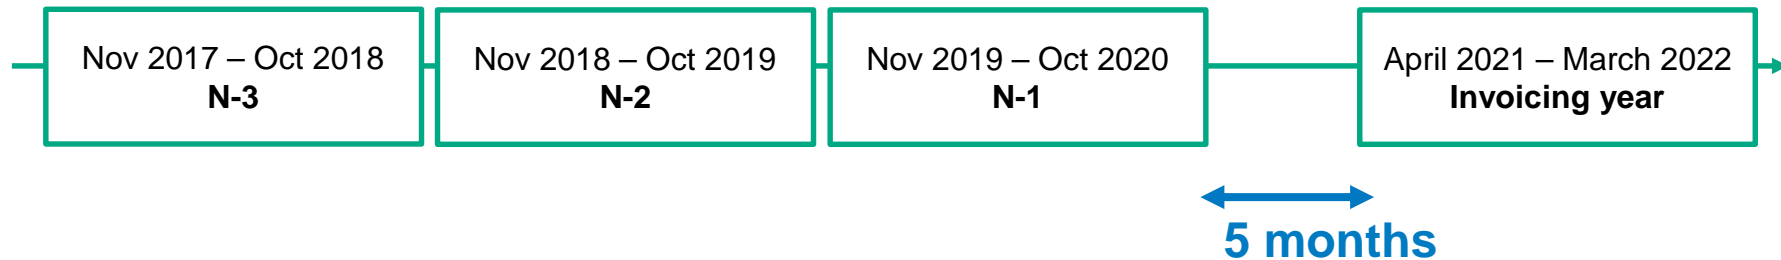 Nov 2017 – Oct 2018
N-3
Nov 2018 – Oct 2019
N-2
Nov 2019 – Oct 2020
N-1
April 2021 – March 2022
Invoicing year
5 months